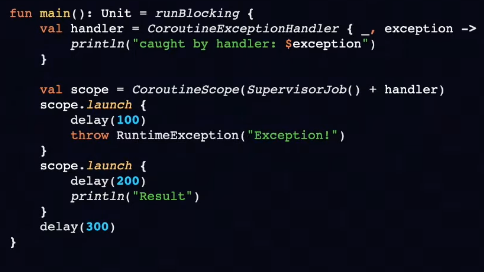 fun main(): Unit = runBlocking {
    val handler = CoroutineExceptionHandler { _, exception ->
        println("caught by handler: $exception")
    }

    val scope = CoroutineScope(SupervisorJob() + handler)
    scope.launch {
        delay(100)
        throw RuntimeException("Exception!")
    }
    scope.launch {
        delay(200)
        println("Result")
    }
    delay(300)
}